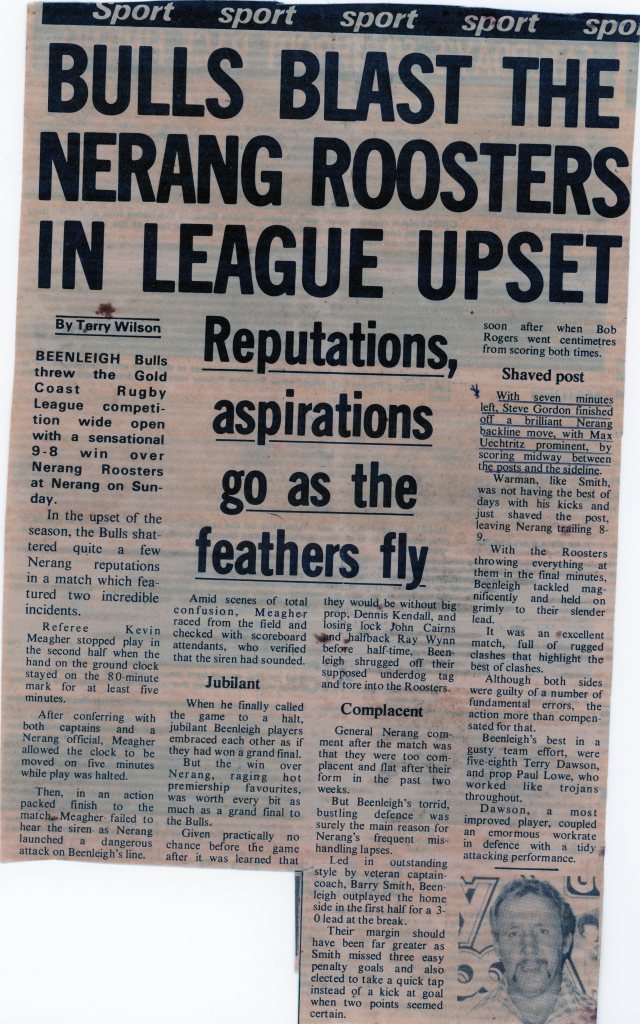 Sport sport sport sport spo
BULLS BLAST THE
NERANG ROOSTERS
IN LEAGUE UPSET
By Terry Wilson
BEENLEIGH Bulls
threw the Gold
Coast Rugby
League competi-
tion wide open
with a sensational
9-8 win over
Nerang Roosters
at Nerang on Sun-
day.
In the upset of the
season, the Bulls shat-
tered quite a few
Nerang reputations
in a match which fea-
tured two incredible
incidents.
Referee Kevin
Meagher stopped play in
the second half when the
hand on the ground clock
stayed on the 80-minute
mark for at least five
minutes.
After conferring with
both captains and a
Nerang official, Meagher
allowed the clock to be
moved on five minutes
while play was halted.
Then, in an action
packed finish to the
match, Meagher failed to
hear the siren as Nerang
launched a dangerous
attack on Beenleigh's line.
Reputations,
aspirations
go as the
feathers fly
Amid scenes of total
confusion, Meagher
raced from the field and
checked with scoreboard
attendants, who verified
that the siren had sounded.
Jubilant
When he finally called
the game to a halt,
jubilant Beenleigh players
embraced each other as if
they had won a grand final.
But the win over
Nerang, raging hot
premiership favourites,
was worth every bit as
much as a grand final to
the Bulls.
Given practically no
chance before the game
after it was learned that
they would be without big
prop, Dennis Kendall, and
losing lock John Cairns
and halfback Ray Wynn
before half-time, Been-
leigh shrugged off their
supposed underdog tag
and tore into the Roosters.
Complacent
General Nerang com-
ment after the match was
that they were too com-
placent and flat after their
form in the past two
weeks.
But Beenleigh's torrid,
bustling defence was
surely the main reason for
Nerang's frequent mis-
handling lapses.
Led in outstanding
style by veteran captain-
coach, Barry Smith, Been-
leigh outplayed the home
side in the first half for a 3-
0 lead at the break.
Their margin should
have been far greater as
Smith missed three easy
penalty goals and also
elected to take a quick tap
instead of a kick at goal
when two points seemed
certain.
soon after when Bob
Rogers went centimetres
from scoring both times.
Shaved post
With seven minutes
left, Steve Gordon finished
off a brilliant Nerang
backline move, with Max
Uechtritz prominent, by
scoring midway between
the posts and the sideline.
Warman, like Smith,
was not having the best of
days with his kicks and
just shaved the post,
leaving Nerang trailing 8-
9.
With the Roosters
throwing everything at
them in the final minutes,
Beenleigh tackled mag-
nificently and held on
grimly to their slender
lead.
It was an excellent
match, full of rugged
clashes that highlight the
best of clashes.
Although both sides
were guilty of a number of
fundamental errors, the
action more than compen-
sated for that.
Beenleigh's best in a
gusty team effort, were
five-eighth Terry Dawson,
and prop Paul Lowe, who
worked like trojans
throughout.
Dawson, a most
improved player, coupled
an enormous workrate
in defence with a tidy
attacking performance.